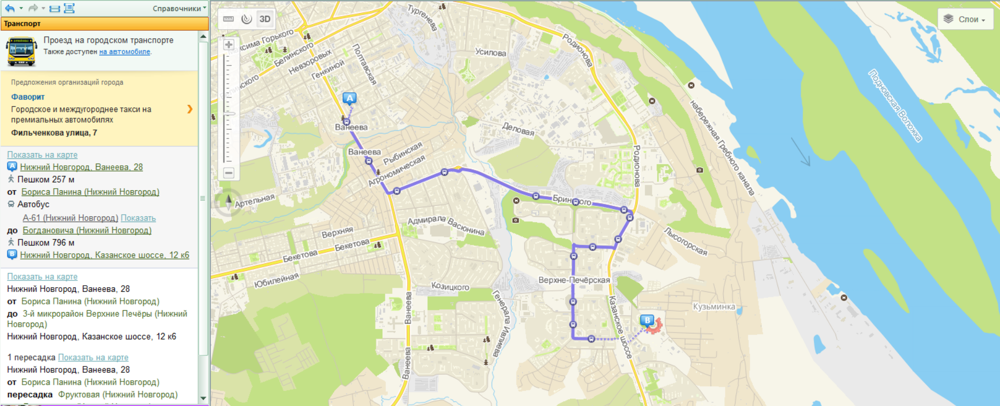 Справочники
Транспорт
Проезд на городском транспорте
Также доступен на автомобиле.
Предложения организаций города
Фаворит
Городское и междугороднее такси на
премиальных автомобилях
Фильченкова улица, 7
Показать на карте
A Нижний Новгород, Ванеева, 28
Пешком 257 м
от Бориса Панина (Нижний Новгород)
Автобус
А-61 (Нижний Новгород) Показать
до Богдановича (Нижний Новгород)
Пешком 796 м
B Нижний Новгород, Казанское шоссе, 12 к6
Показать на карте
Нижний Новгород, Ванеева, 28
от Бориса Панина (Нижний Новгород)
до 3-й микрорайон Верхние Печёры (Нижний
Новгород)
Нижний Новгород, Казанское шоссе, 12 к6
1 пересадка Показать на карте
Нижний Новгород, Ванеева, 28
от Бориса Панина (Нижний Новгород)
пересадка Фруктовая (Нижний Новгород)
3D
Слои
Тургенева
Горького
Белинского
Невзоровых
Генкиной
Полтавская
Усилова
Родионова
A
Ванеева
Ванеева
Рыбинская
Агрономическая
Деловая
Родионова
набережная Гребного канала
Подновская Воложка
Артельная
Адмирала Васюнина
Верхняя
Бекетова
Бекетова
Юбилейная
Лысогорская
Верхне-Печёрская
Козицкого
Ванеева
Генерала Ивлиева
Казанское шоссе
Кузьминка
B
Ванеева